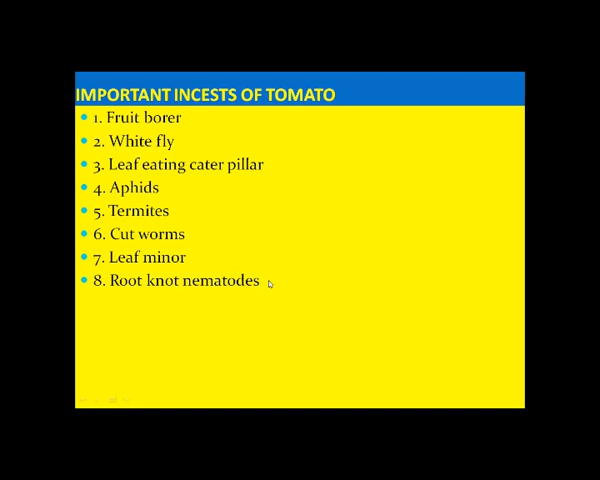 IMPORTANT INCESTS OF TOMATO
1. Fruit borer
2. White fly
3. Leaf eating cater pillar
4. Aphids
5. Termites
6. Cut worms
7. Leaf minor
8. Root knot nematodes